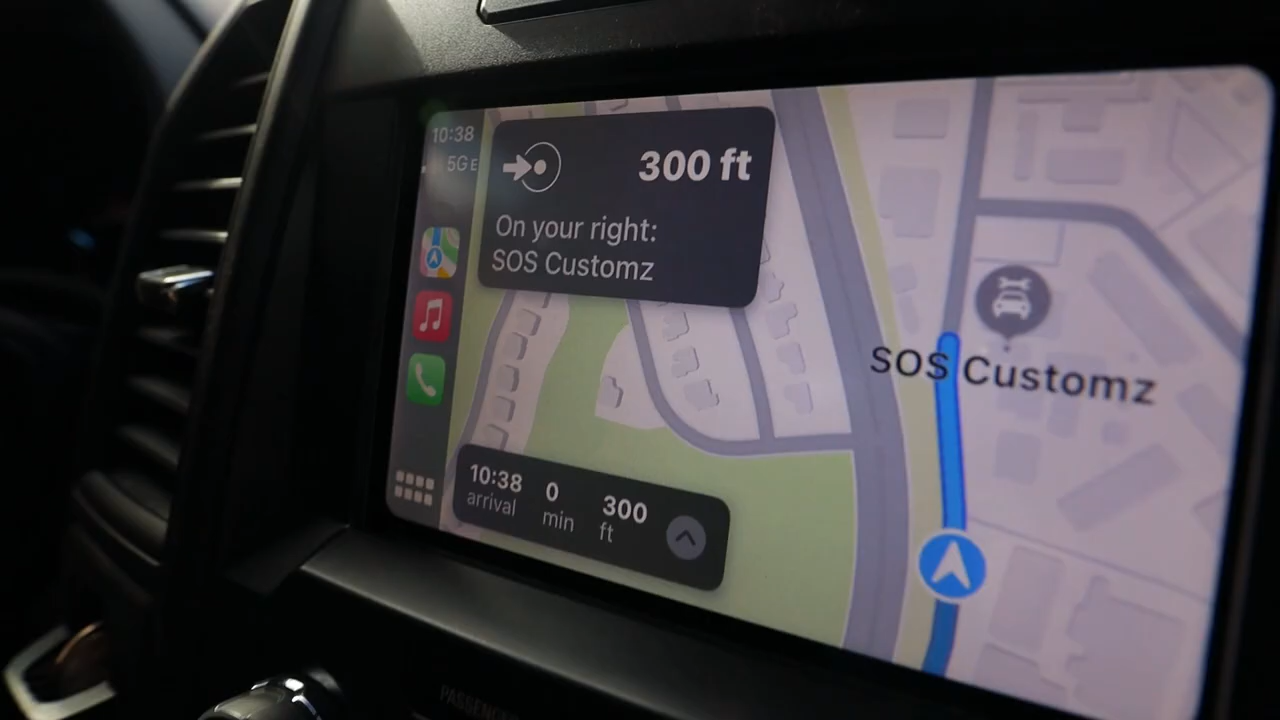 10:38
5G E
300 ft
On your right:
SOS Customz
SOS Customz
10:38 0 300
arrival min ft
PASSENGER